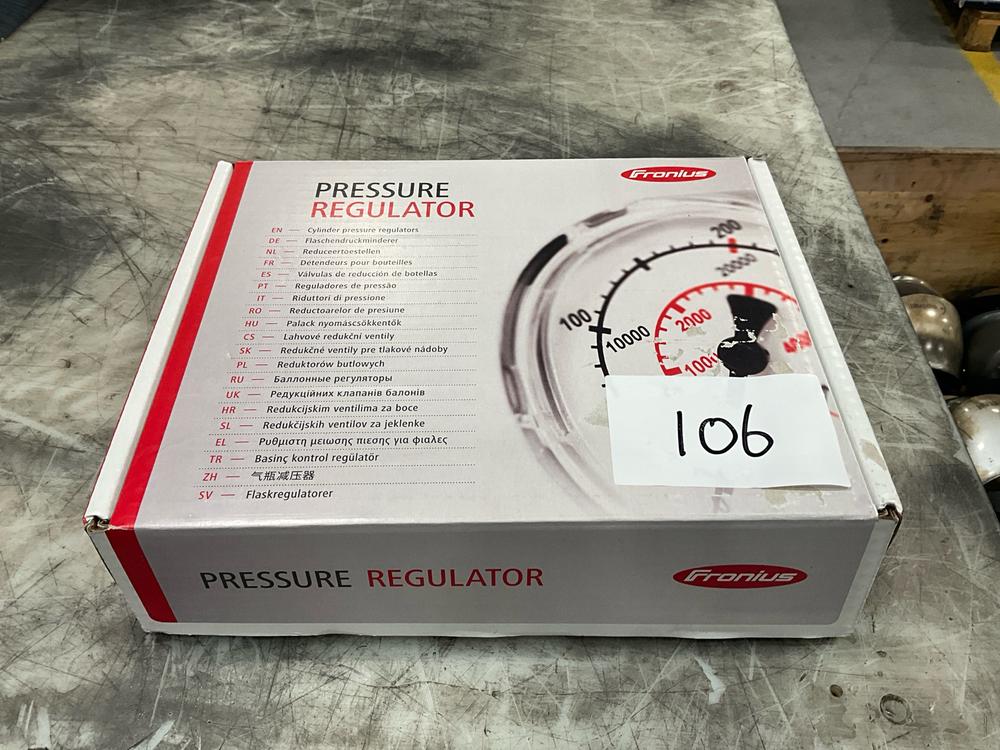 PRESSURE
REGULATOR
Fronius
EN — Cylinder pressure regulators
DE — Flaschendruckminderer
NL — Reduceertoestellen
FR — Détendeurs pour bouteilles
ES — Válvulas de reducción de botellas
PT — Reguladores de pressão
IT — Riduttori di pressione
RO — Reductoarelor de presiune
HU — Palack nyomáscsökkentők
CS — Lahvové redukční ventily
SK — Redukčné ventily pre tlakové nádoby
PL — Reduktorów butlowych
RU — Баллонные регуляторы
UK — Редукційних клапанів балонів
HR — Redukcijskim ventilima za boce
SL — Redukčijskih ventilov za jeklenke
EL — Ρυθμιστη μειωσης πιεσης για φιαλες
TR — Basinç kontrol regülatör
ZH — 气瓶减压器
SV — Flaskregulatorer
200
20000
100
10000
2000
106
PRESSURE REGULATOR
Fronius